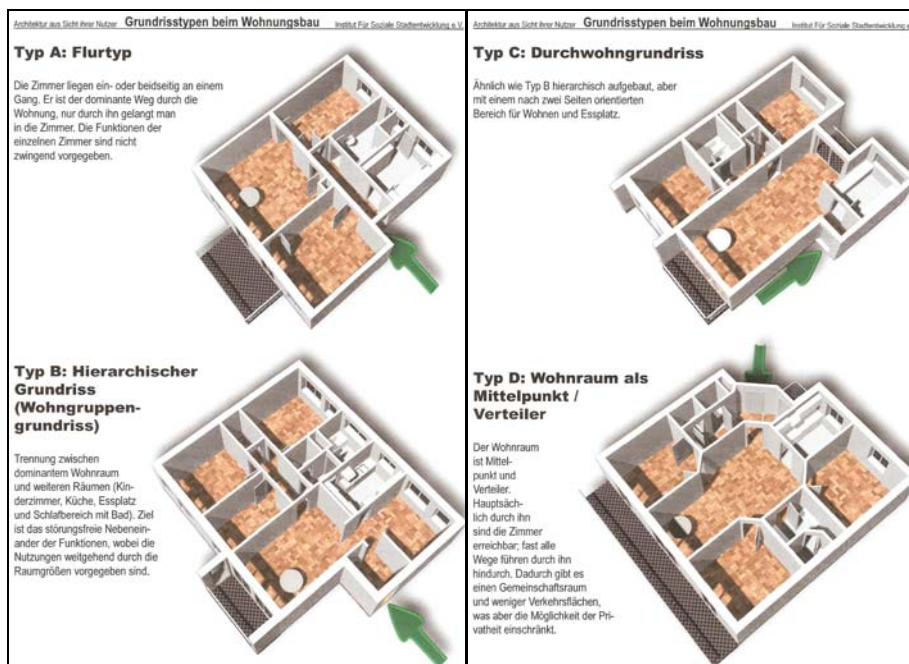 Architektur aus Sicht ihrer Nutzer Grundrisstypen beim Wohnungsbau Institut Für Soziale Stadtentwicklung e.V.
Typ A: Flurtyp
Die Zimmer liegen ein- oder beidseitig an einem
Gang. Er ist der dominante Weg durch die
Wohnung, nur durch ihn gelangt man
in die Zimmer. Die Funktionen der
einzelnen Zimmer sind nicht
zwingend vorgegeben.
Typ B: Hierarchischer
Grundriss
(Wohngruppen-
grundriss)
Trennung zwischen
dominantem Wohnraum
und weiteren Räumen (Kin-
derzimmer, Küche, Essplatz
und Schlafbereich mit Bad). Ziel
ist das störungsfreie Nebenein-
ander der Funktionen, wobei die
Nutzungen weitgehend durch die
Raumgrößen vorgegeben sind.
Architektur aus Sicht ihrer Nutzer Grundrisstypen beim Wohnungsbau Institut Für Soziale Stadtentwicklung e
Typ C: Durchwohngrundriss
Ähnlich wie Typ B hierarchisch aufgebaut, aber
mit einem nach zwei Seiten orientierten
Bereich für Wohnen und Essplatz.
Typ D: Wohnraum als
Mittelpunkt /
Verteiler
Der Wohnraum
ist Mittel-
punkt und
Verteiler.
Hauptsäch-
lich durch ihn
sind die Zimmer
erreichbar; fast alle
Wege führen durch ihn
hindurch. Dadurch gibt es
einen Gemeinschaftsraum
und weniger Verkehrsflächen,
was aber die Möglichkeit der Pri-
vatheit einschränkt.